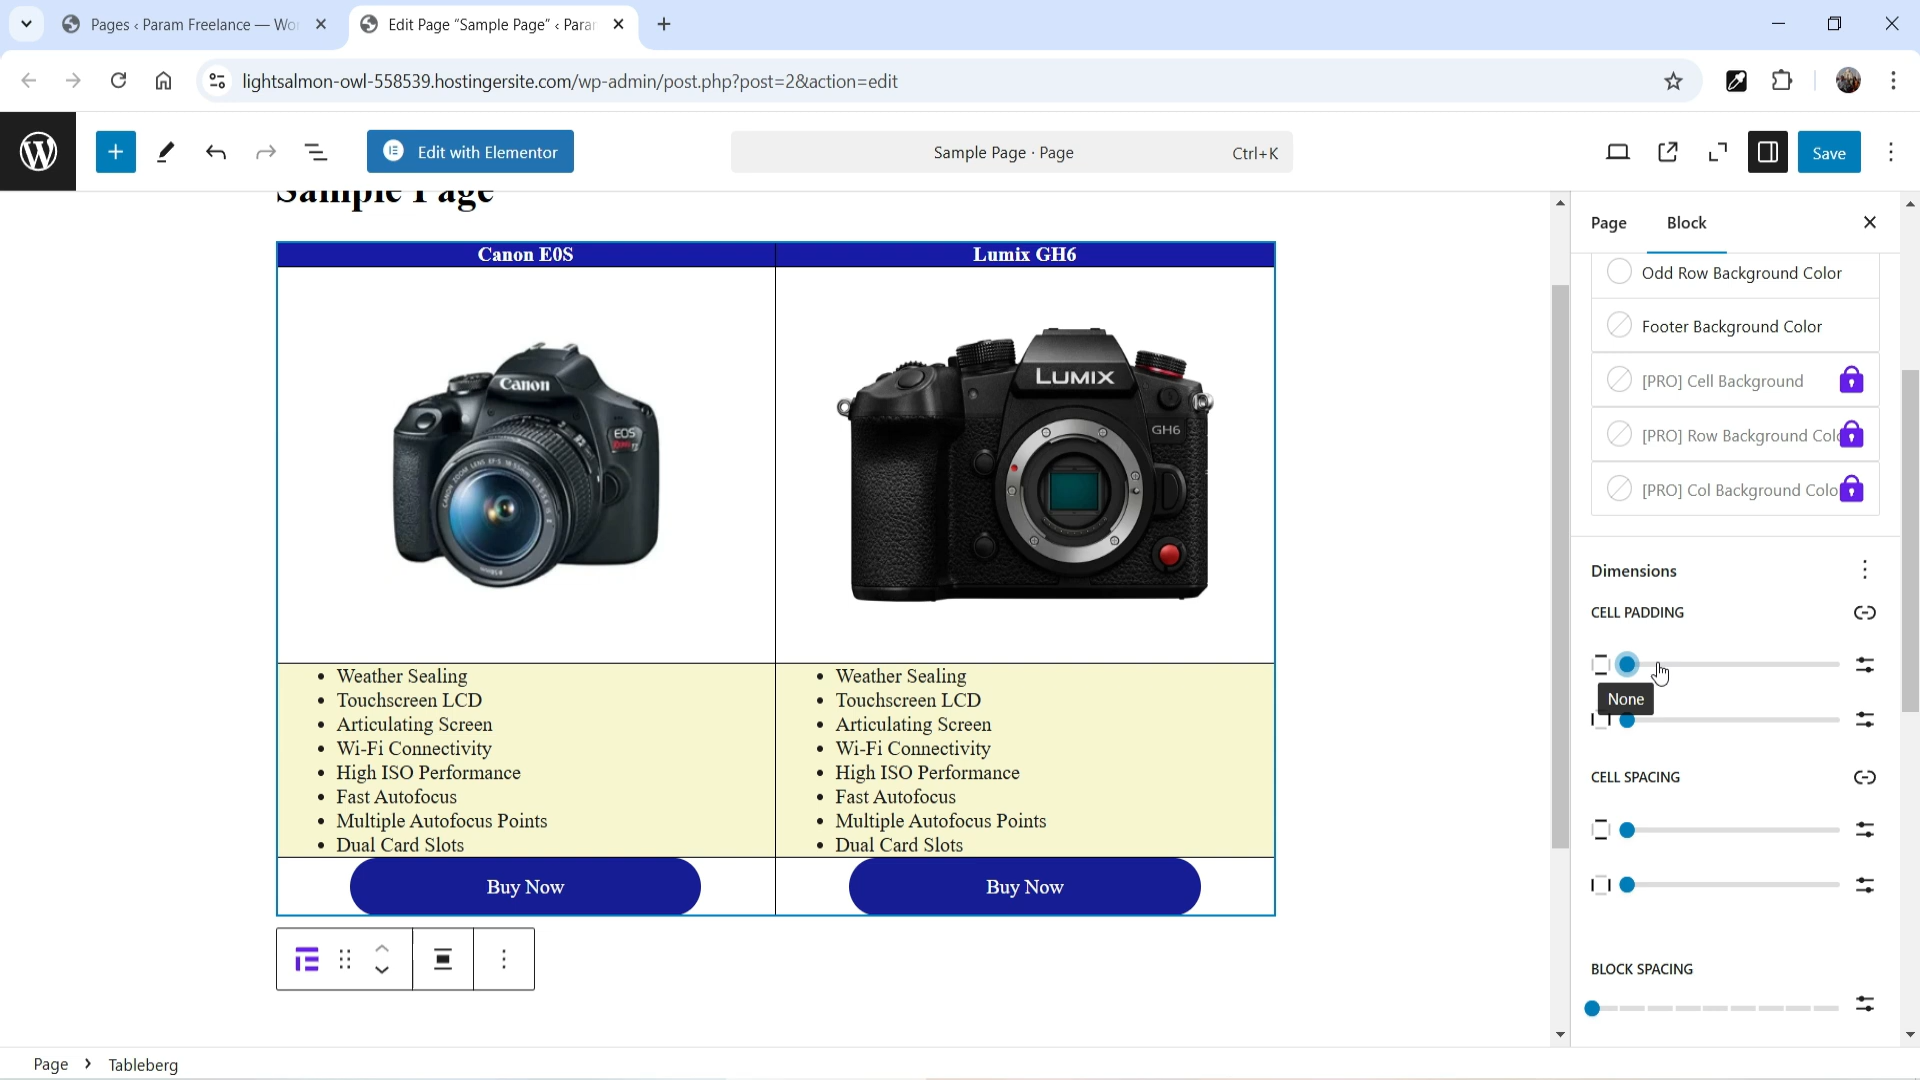 Pages ‹ Param Freelance — Wo
Edit Page “Sample Page” ‹ Para
lightsalmon-owl-558539.hostingersite.com/wp-admin/post.php?post=2&action=edit
Edit with Elementor
Sample Page · Page
Ctrl+K
Save
Sample Page
Page
Block
Canon E0S
Lumix GH6
Odd Row Background Color
Footer Background Color
[PRO] Cell Background
[PRO] Row Background Colo
[PRO] Col Background Colo
Canon
EOS
LUMIX
GH6
Dimensions
CELL PADDING
None
CELL SPACING
BLOCK SPACING
Weather Sealing
Touchscreen LCD
Articulating Screen
Wi-Fi Connectivity
High ISO Performance
Fast Autofocus
Multiple Autofocus Points
Dual Card Slots
Weather Sealing
Touchscreen LCD
Articulating Screen
Wi-Fi Connectivity
High ISO Performance
Fast Autofocus
Multiple Autofocus Points
Dual Card Slots
Buy Now
Buy Now
Page
Tableberg